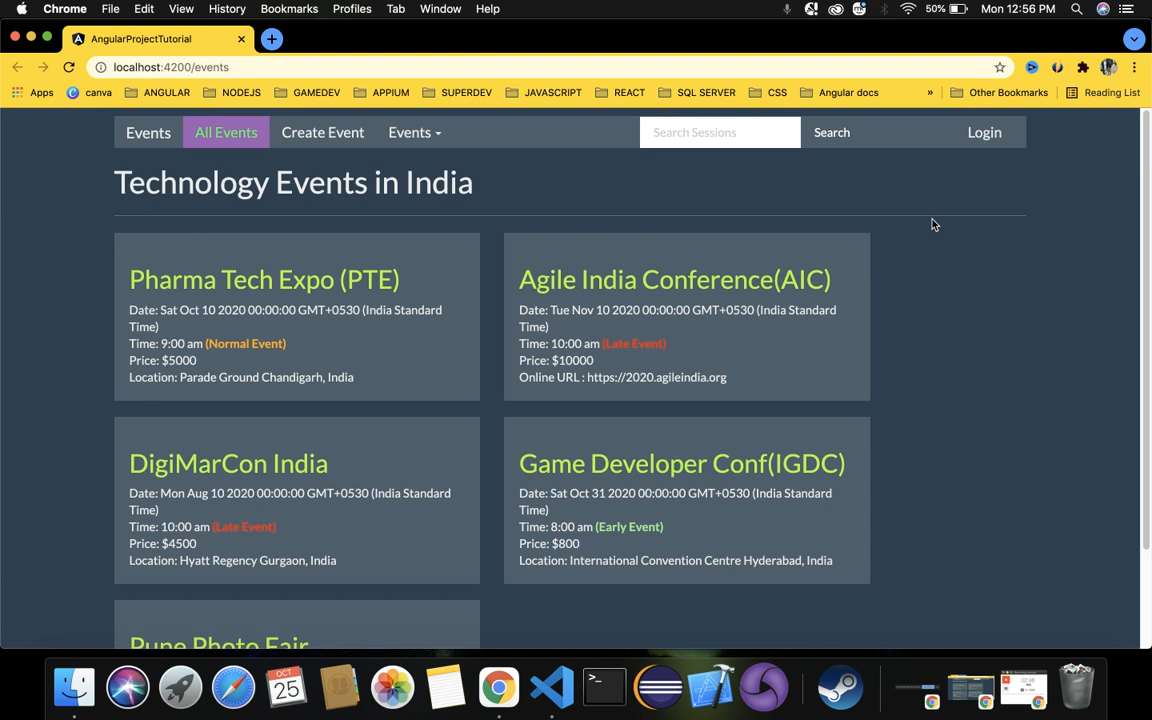 Chrome File Edit View History Bookmarks Profiles Tab Window Help 50% Mon 12:56 PM
AngularProjectTutorial
localhost:4200/events
Apps canva ANGULAR NODEJS GAMEDEV APPIUM SUPERDEV JAVASCRIPT REACT SQL SERVER CSS Angular docs » Other Bookmarks Reading List
Events All Events Create Event Events Search Sessions Search Login
Technology Events in India
Pharma Tech Expo (PTE)
Date: Sat Oct 10 2020 00:00:00 GMT+0530 (India Standard
Time)
Time: 9:00 am (Normal Event)
Price: $5000
Location: Parade Ground Chandigarh, India
Agile India Conference(AIC)
Date: Tue Nov 10 2020 00:00:00 GMT+0530 (India Standard
Time)
Time: 10:00 am (Late Event)
Price: $10000
Online URL : https://2020.agileindia.org
DigiMarCon India
Date: Mon Aug 10 2020 00:00:00 GMT+0530 (India Standard
Time)
Time: 10:00 am (Late Event)
Price: $4500
Location: Hyatt Regency Gurgaon, India
Game Developer Conf(IGDC)
Date: Sat Oct 31 2020 00:00:00 GMT+0530 (India Standard
Time)
Time: 8:00 am (Early Event)
Price: $800
Location: International Convention Centre Hyderabad, India
Pune Photo Fair
OCT
25